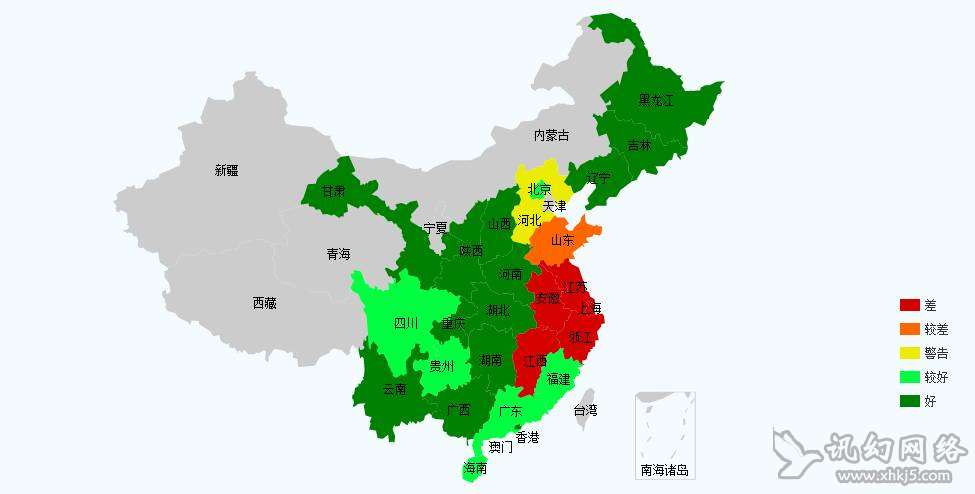 黑龙江
内蒙古
吉林
新疆
辽宁
甘肃
北京
天津
山西
河北
宁夏
山东
陕西
青海
河南
江苏
安徽
西藏
上海
湖北
四川
重庆
浙江
湖南
江西
贵州
福建
云南
广西
广东
台湾
香港
澳门
海南
南海诸岛
差
较差
警告
较好
好
讯幻网络
www.xhkj5.com